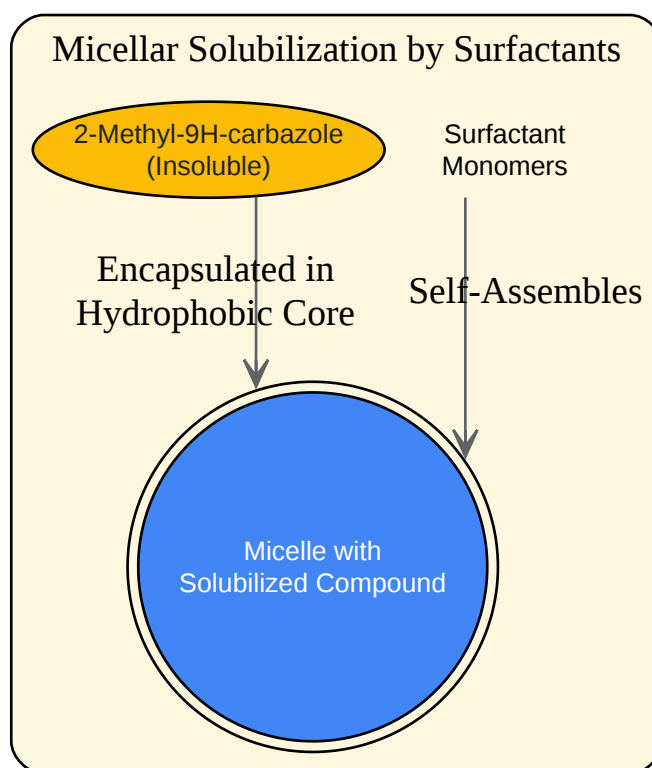 Micellar Solubilization by Surfactants
2-Methyl-9H-carbazole
(Insoluble)
Surfactant
Monomers
Encapsulated in
Hydrophobic Core
Self-Assembles
Micelle with
Solubilized Compound